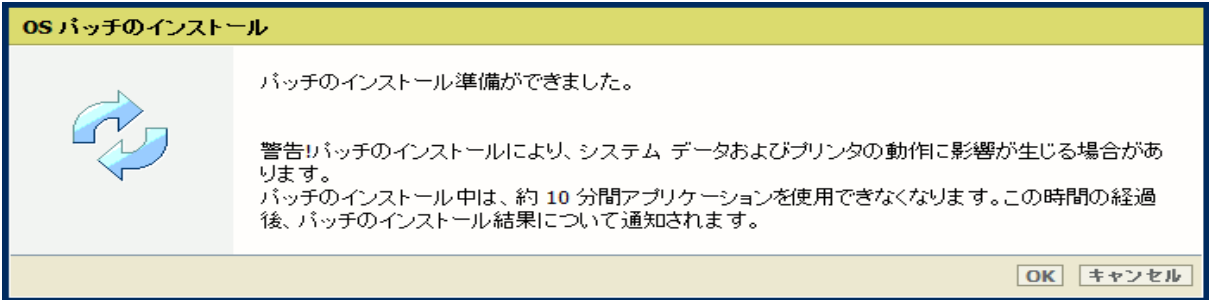 OS パッチのインストール
パッチのインストール準備ができました。
警告!パッチのインストールにより、システム データおよびプリンタの動作に影響が生じる場合があ
ります。
パッチのインストール中は、約 10 分間アプリケーションを使用できなくなります。この時間の経過
後、パッチのインストール結果について通知されます。
OK キャンセル